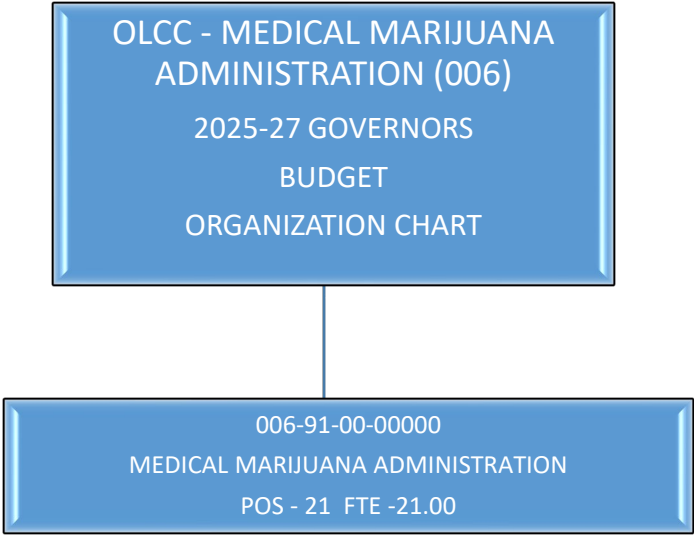 OLCC - MEDICAL MARIJUANA
ADMINISTRATION (006)
2025-27 GOVERNORS
BUDGET
ORGANIZATION CHART
006-91-00-00000
MEDICAL MARIJUANA ADMINISTRATION
POS - 21  FTE -21.00